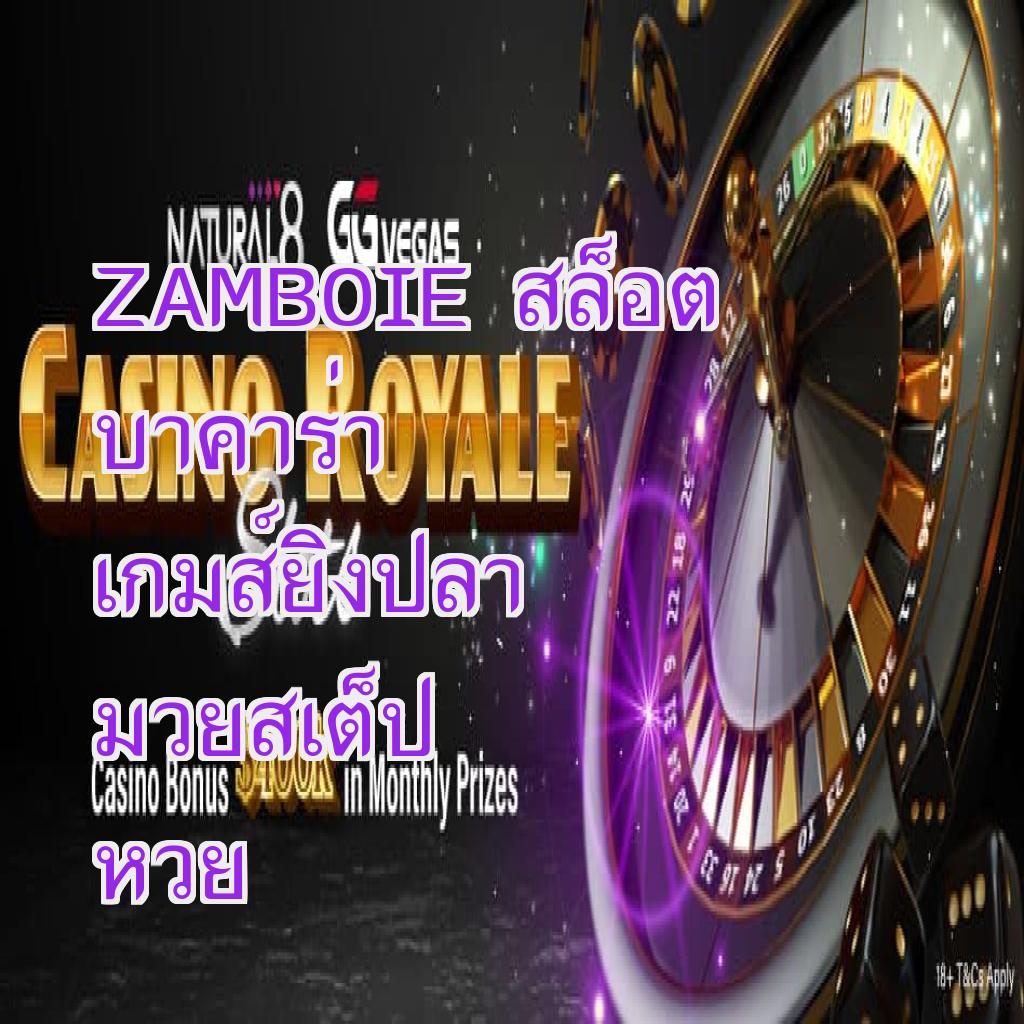 NATURAL8 GGVEGAS
ZAMBOIE สล็อต
CASINO ROYALE
บาคาร่า
เกมส์ยิงปลา
มวยสเต็ป
Casino Bonus $400K in Monthly Prizes
หวย
18+ T&Cs Apply